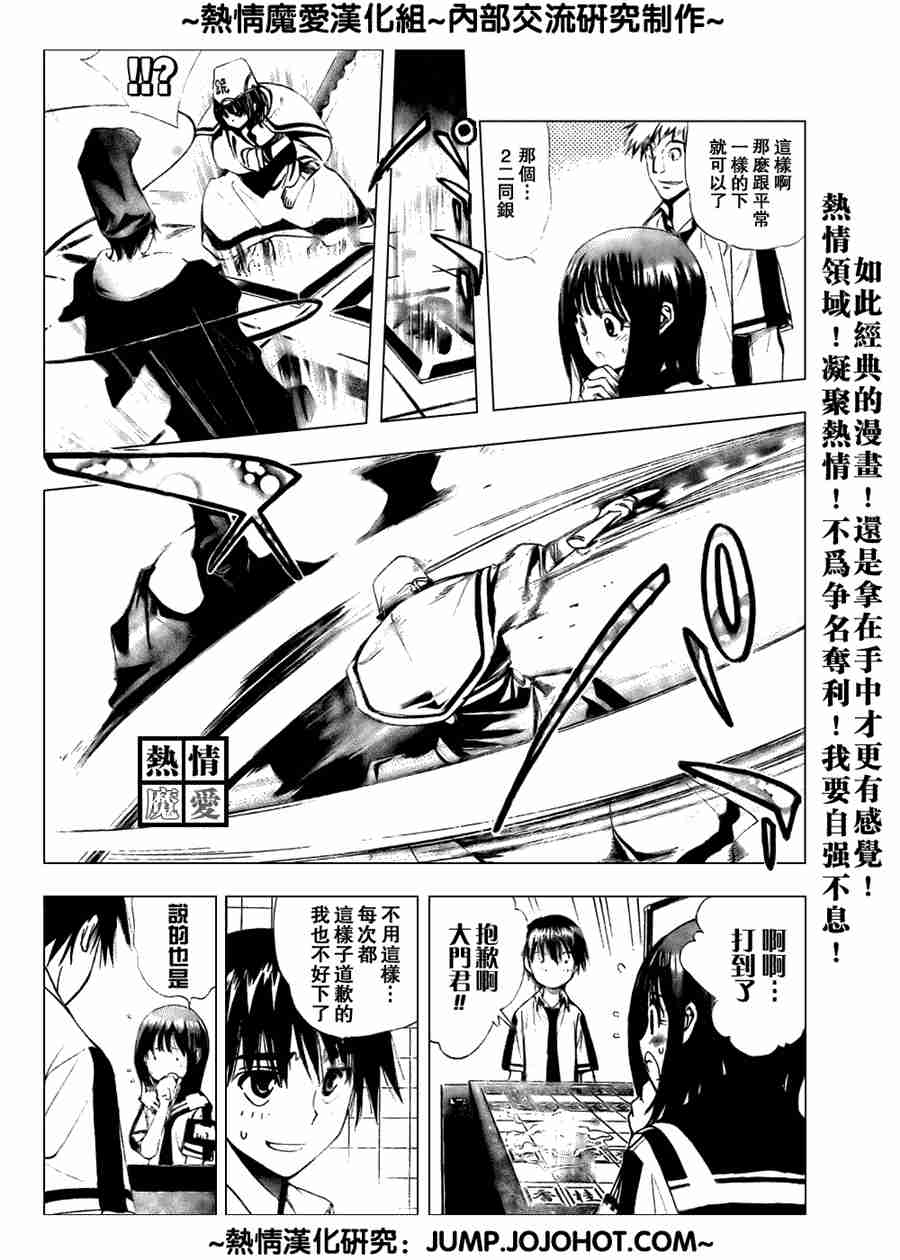 ~熱情魔愛漢化組~內部交流研究制作~
這樣啊
那麼跟平常
一樣的下
就可以了
那個…
２二同銀
!!?
熱情
魔愛
啊啊…
打到了
抱歉啊
大門君!!
不用這樣…
每次都
這樣子道歉的
我也不好下了
說的也是
如此經典的漫畫！還是拿在手中才更有感覺！
熱情領域！凝聚熱情！不爲争名奪利！我要自强不息！
~熱情漢化研究：JUMP.JOJOHOT.COM~